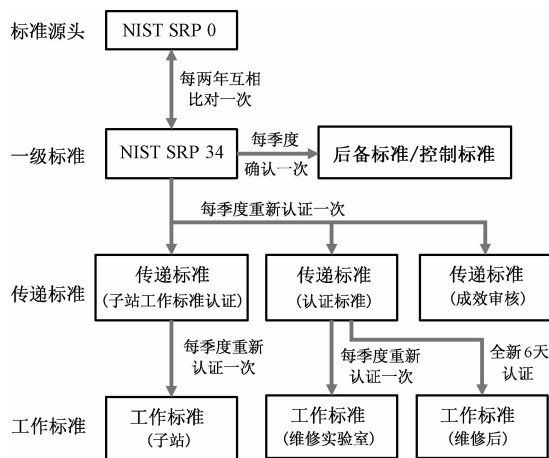 标准源头
NIST SRP 0
每两年互相
比对一次
一级标准
NIST SRP 34
每季度
确认一次
后备标准/控制标准
每季度重新认证一次
传递标准
传递标准
(子站工作标准认证)
传递标准
(认证标准)
传递标准
(成效审核)
每季度重新
认证一次
每季度重新
认证一次
全新6天
认证
工作标准
工作标准
(子站)
工作标准
(维修实验室)
工作标准
(维修后)